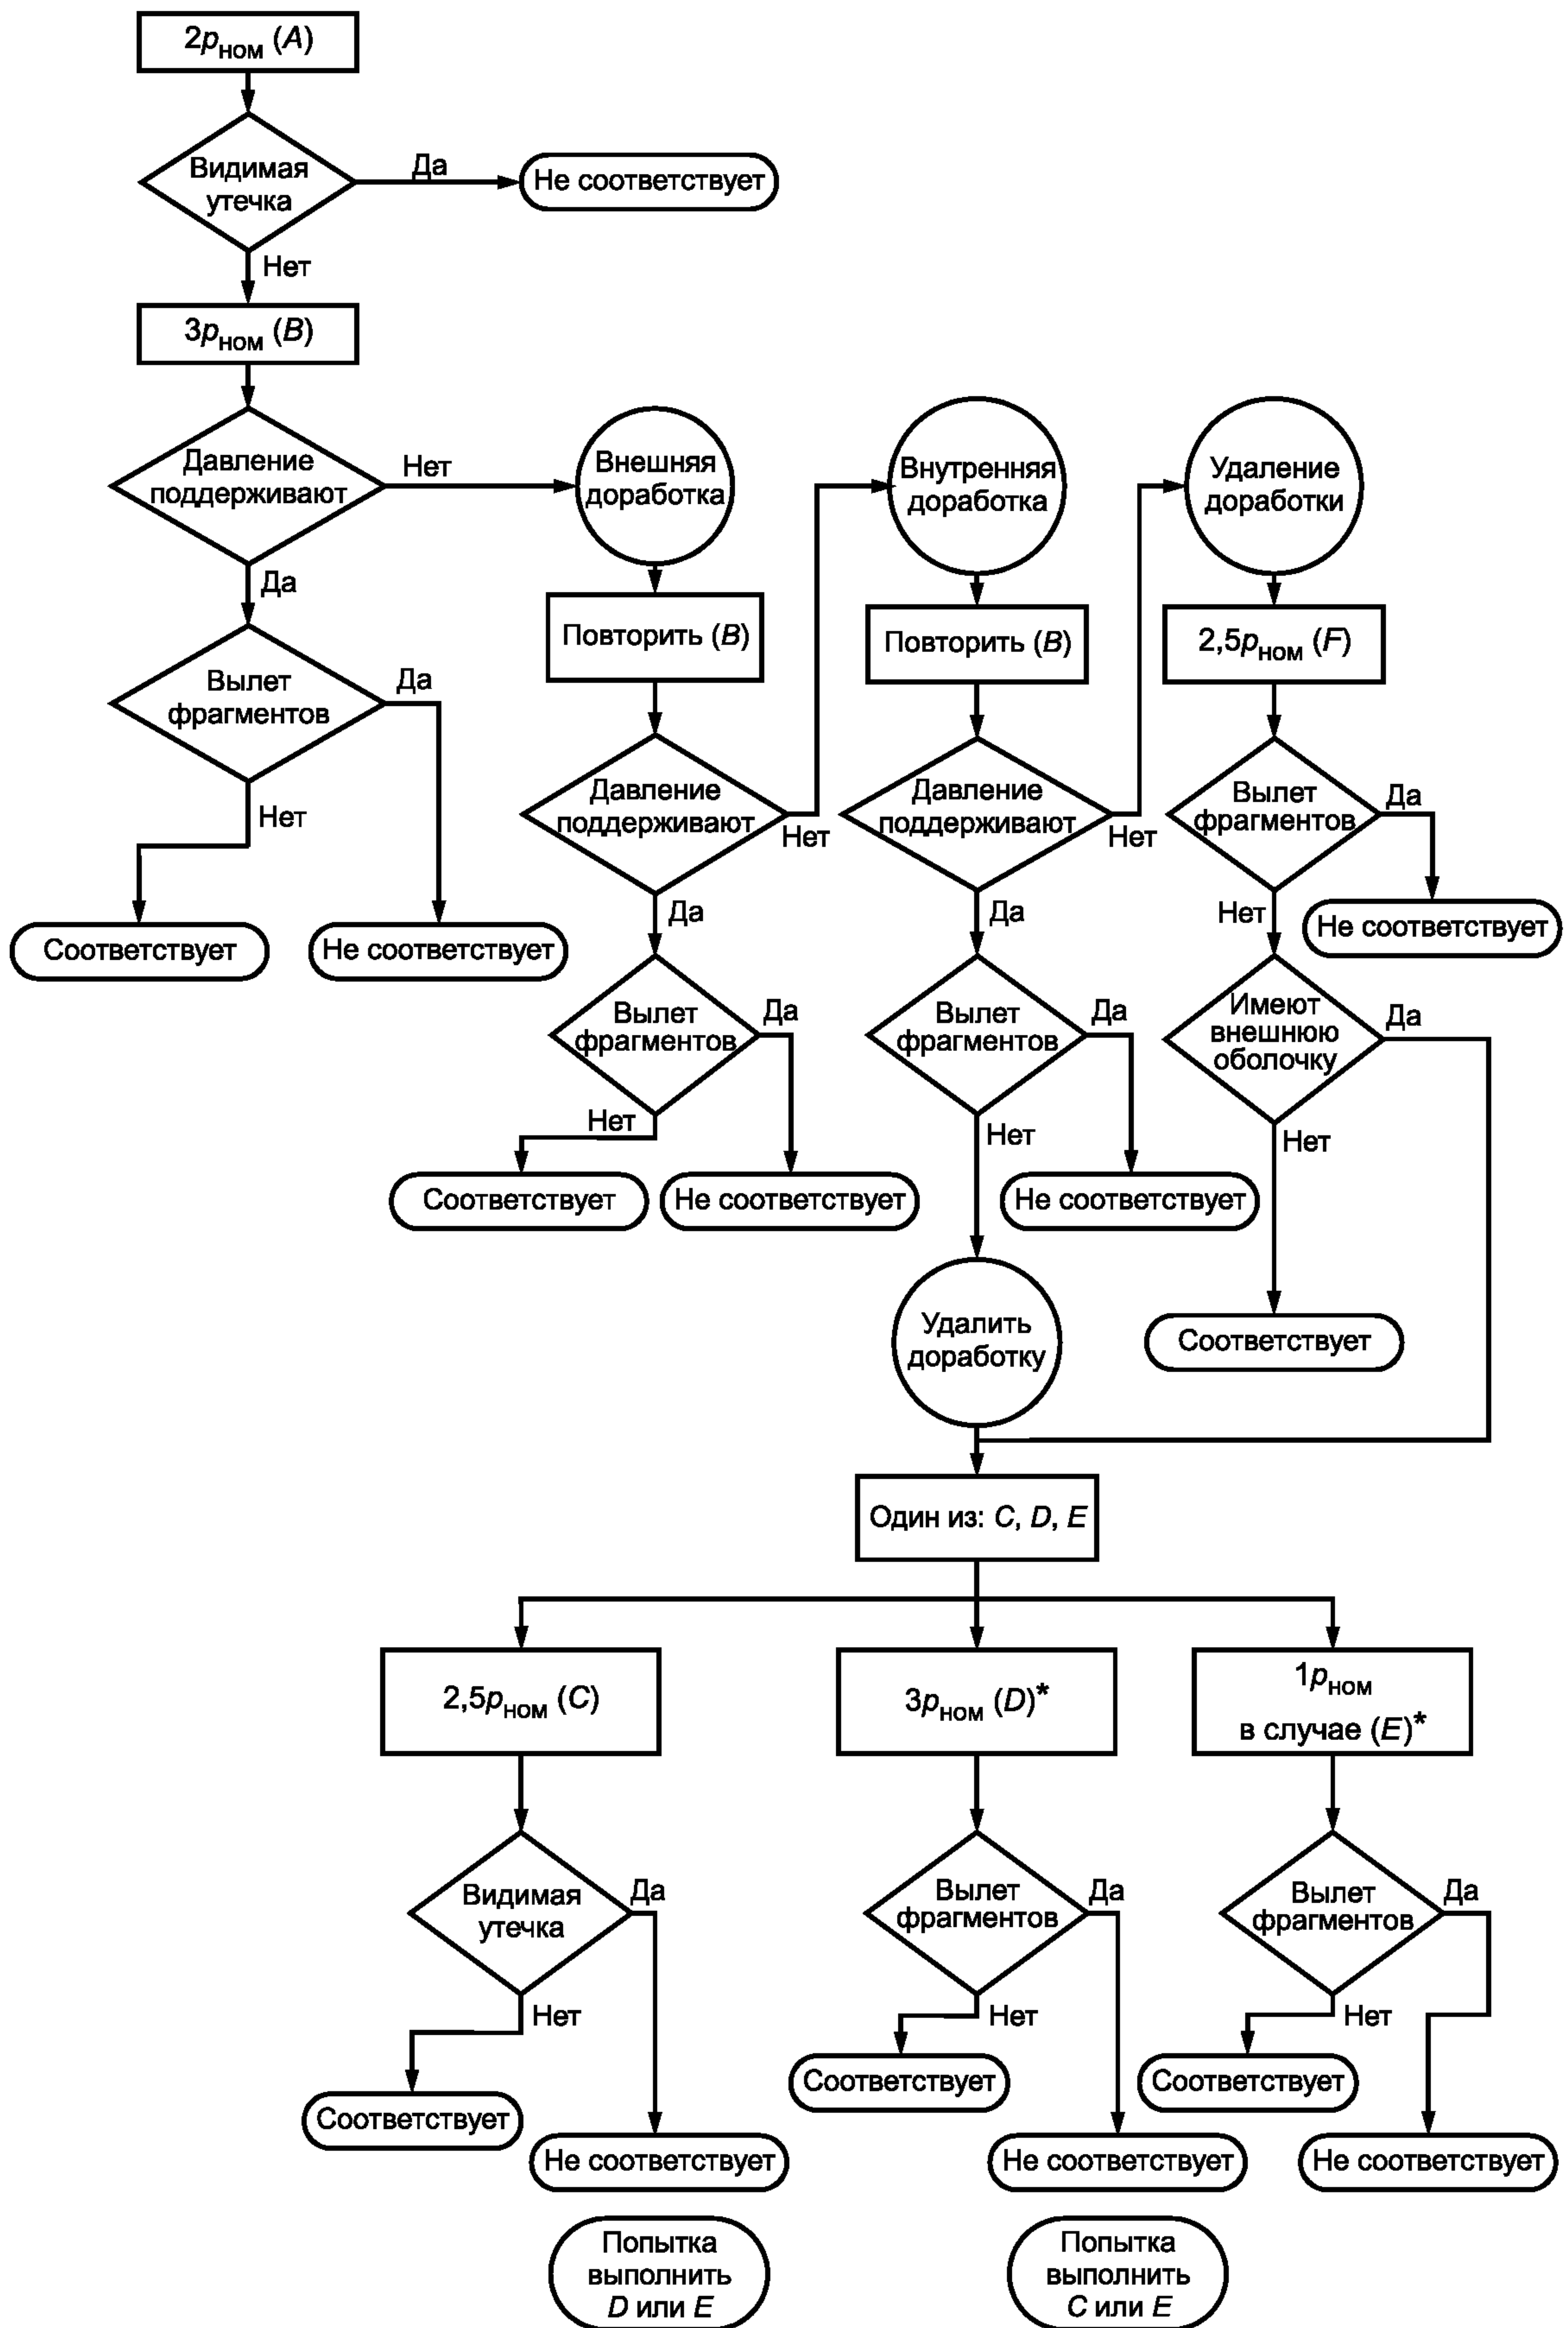 2pном (A)
Видимая
утечка
Да
Не соответствует
Нет
3pном (B)
Давление
поддерживают
Нет
Внешняя
доработка
Внутренняя
доработка
Удаление
доработки
Да
Повторить (B)
Повторить (B)
2,5pном (F)
Вылет
фрагментов
Да
Нет
Соответствует
Не соответствует
Давление
поддерживают
Нет
Да
Давление
поддерживают
Нет
Да
Вылет
фрагментов
Да
Нет
Не соответствует
Вылет
фрагментов
Да
Нет
Соответствует
Не соответствует
Вылет
фрагментов
Да
Нет
Не соответствует
Имеют
внешнюю
оболочку
Да
Нет
Соответствует
Удалить
доработку
Один из: C, D, E
2,5pном (C)
3pном (D)*
1pном
в случае (E)*
Видимая
утечка
Да
Нет
Соответствует
Не соответствует
Вылет
фрагментов
Да
Нет
Соответствует
Не соответствует
Вылет
фрагментов
Да
Нет
Соответствует
Не соответствует
Попытка
выполнить
D или E
Попытка
выполнить
C или E